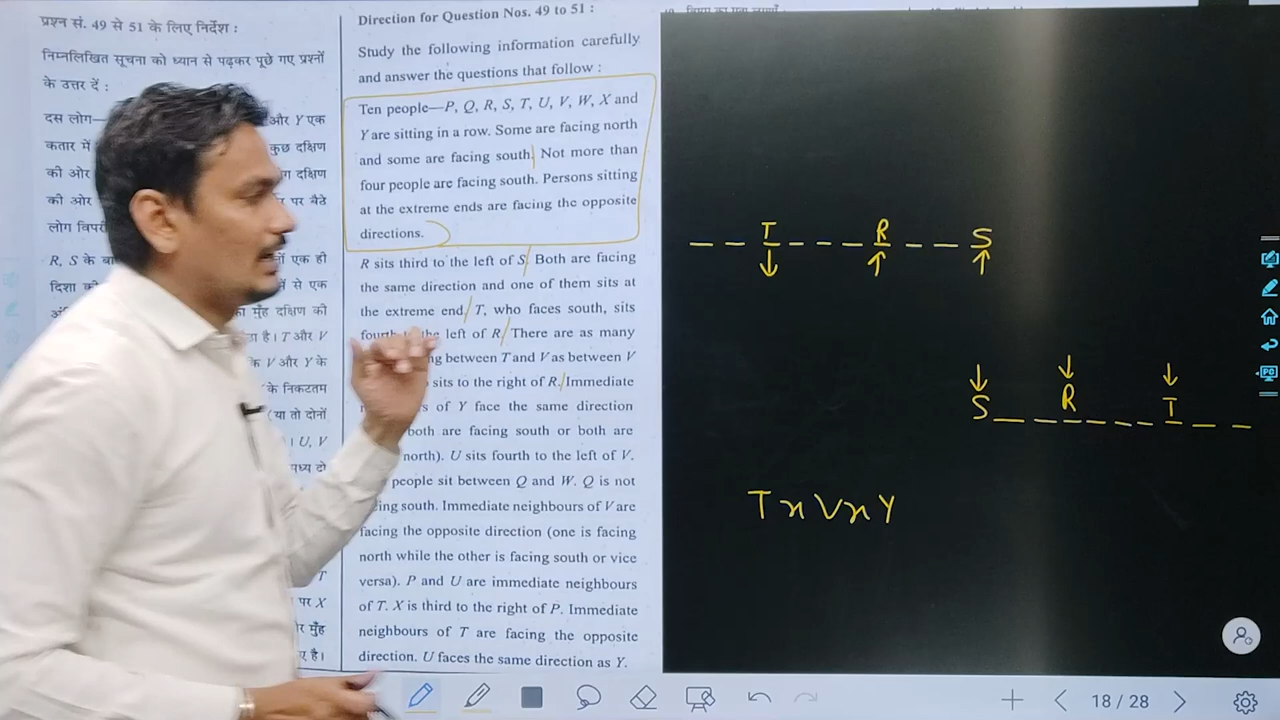 प्रश्न सं. 49 से 51 के लिए निर्देश :
निम्नलिखित सूचना को ध्यान से पढ़कर पूछे गए प्रश्नों
के उत्तर दें :
दस लोग— और Y एक
कतार में कुछ दक्षिण
की ओर
की ओर पर बैठे
लोग
R, S के एक ही
दिशा से एक
मुँह दक्षिण की
है। T और V
V और Y के
के निकटतम
(या तो दोनों
। U, V
मध्य दो
T
पर X
मुँह
है।
Direction for Question Nos. 49 to 51 :
Study the following information carefully
and answer the questions that follow :
Ten people—P, Q, R, S, T, U, V, W, X and
Y are sitting in a row. Some are facing north
and some are facing south. Not more than
four people are facing south. Persons sitting
at the extreme ends are facing the opposite
directions.
R sits third to the left of S. Both are facing
the same direction and one of them sits at
the extreme end. T, who faces south, sits
fourth to the left of R. There are as many
between T and V as between V
sits to the right of R. Immediate
of Y face the same direction
both are facing south or both are
north). U sits fourth to the left of V.
people sit between Q and W. Q is not
south. Immediate neighbours of V are
facing the opposite direction (one is facing
north while the other is facing south or vice
versa). P and U are immediate neighbours
of T. X is third to the right of P. Immediate
neighbours of T are facing the opposite
direction. U faces the same direction as Y.
T R S
S R T
T x V x Y
18 / 28